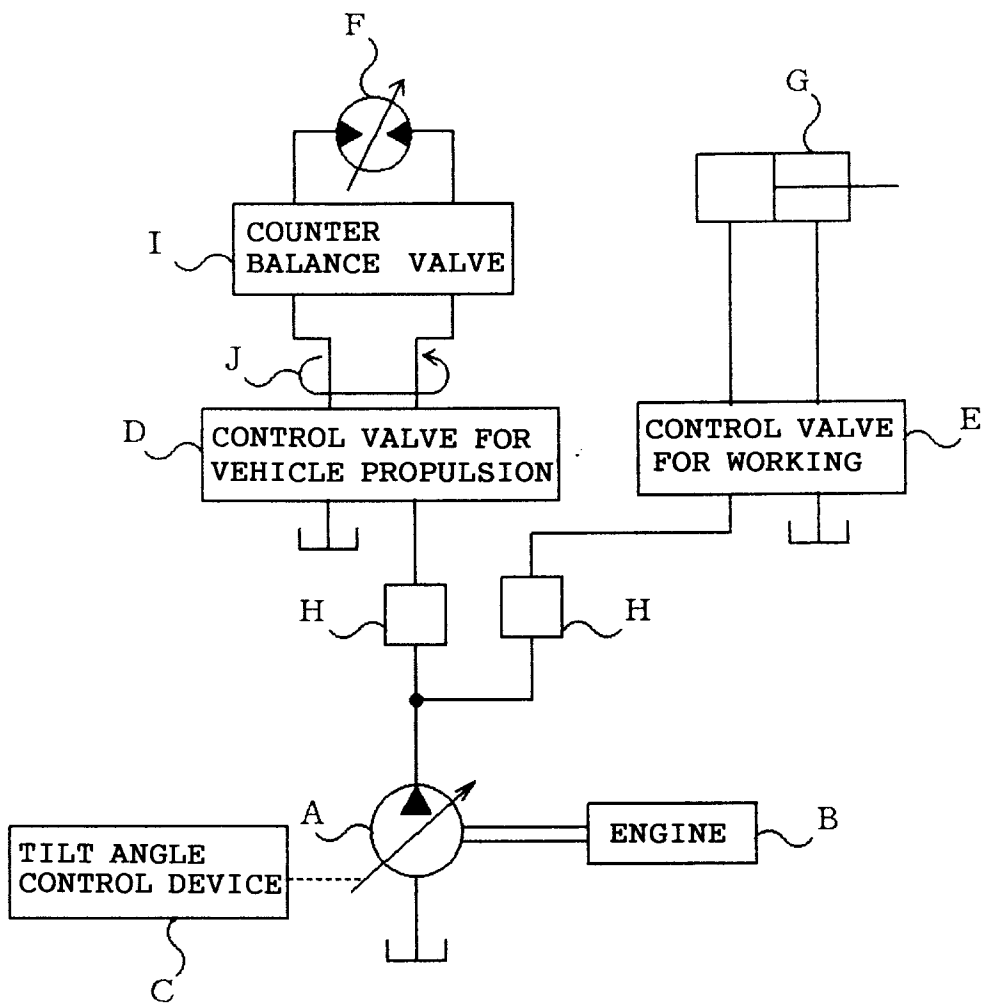 F
G
I
COUNTER
BALANCE VALVE
J
D
CONTROL VALVE FOR
VEHICLE PROPULSION
CONTROL VALVE
FOR WORKING
E
H
H
A
ENGINE
B
TILT ANGLE
CONTROL DEVICE
C